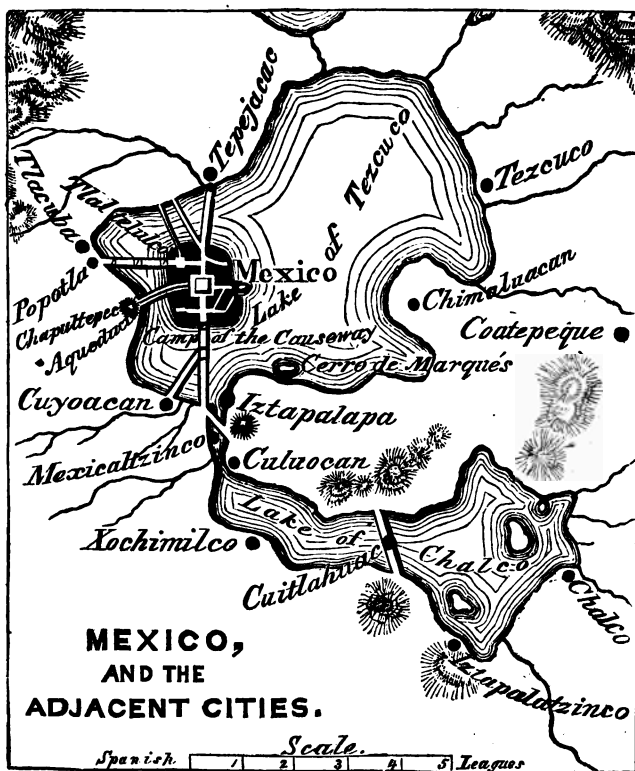 Tepejacac
Tlacuba
Tlaltelulco
Lake of Tezcuco
Tezcuco
Popotla
Mexico
Chimaluacan
Chapultepec
Aqueduct
Camp of the Causeway
Coatepeque
Cerro de Marqués
Cuyoacan
Iztapalapa
Mexicaltzinco
Culuocan
Lake of Chalco
Xochimilco
Cuitlahuac
Chalco
Iztapalatzinco
MEXICO,
AND THE
ADJACENT CITIES.
Scale.
Spanish 1 2 3 4 5 Leagues